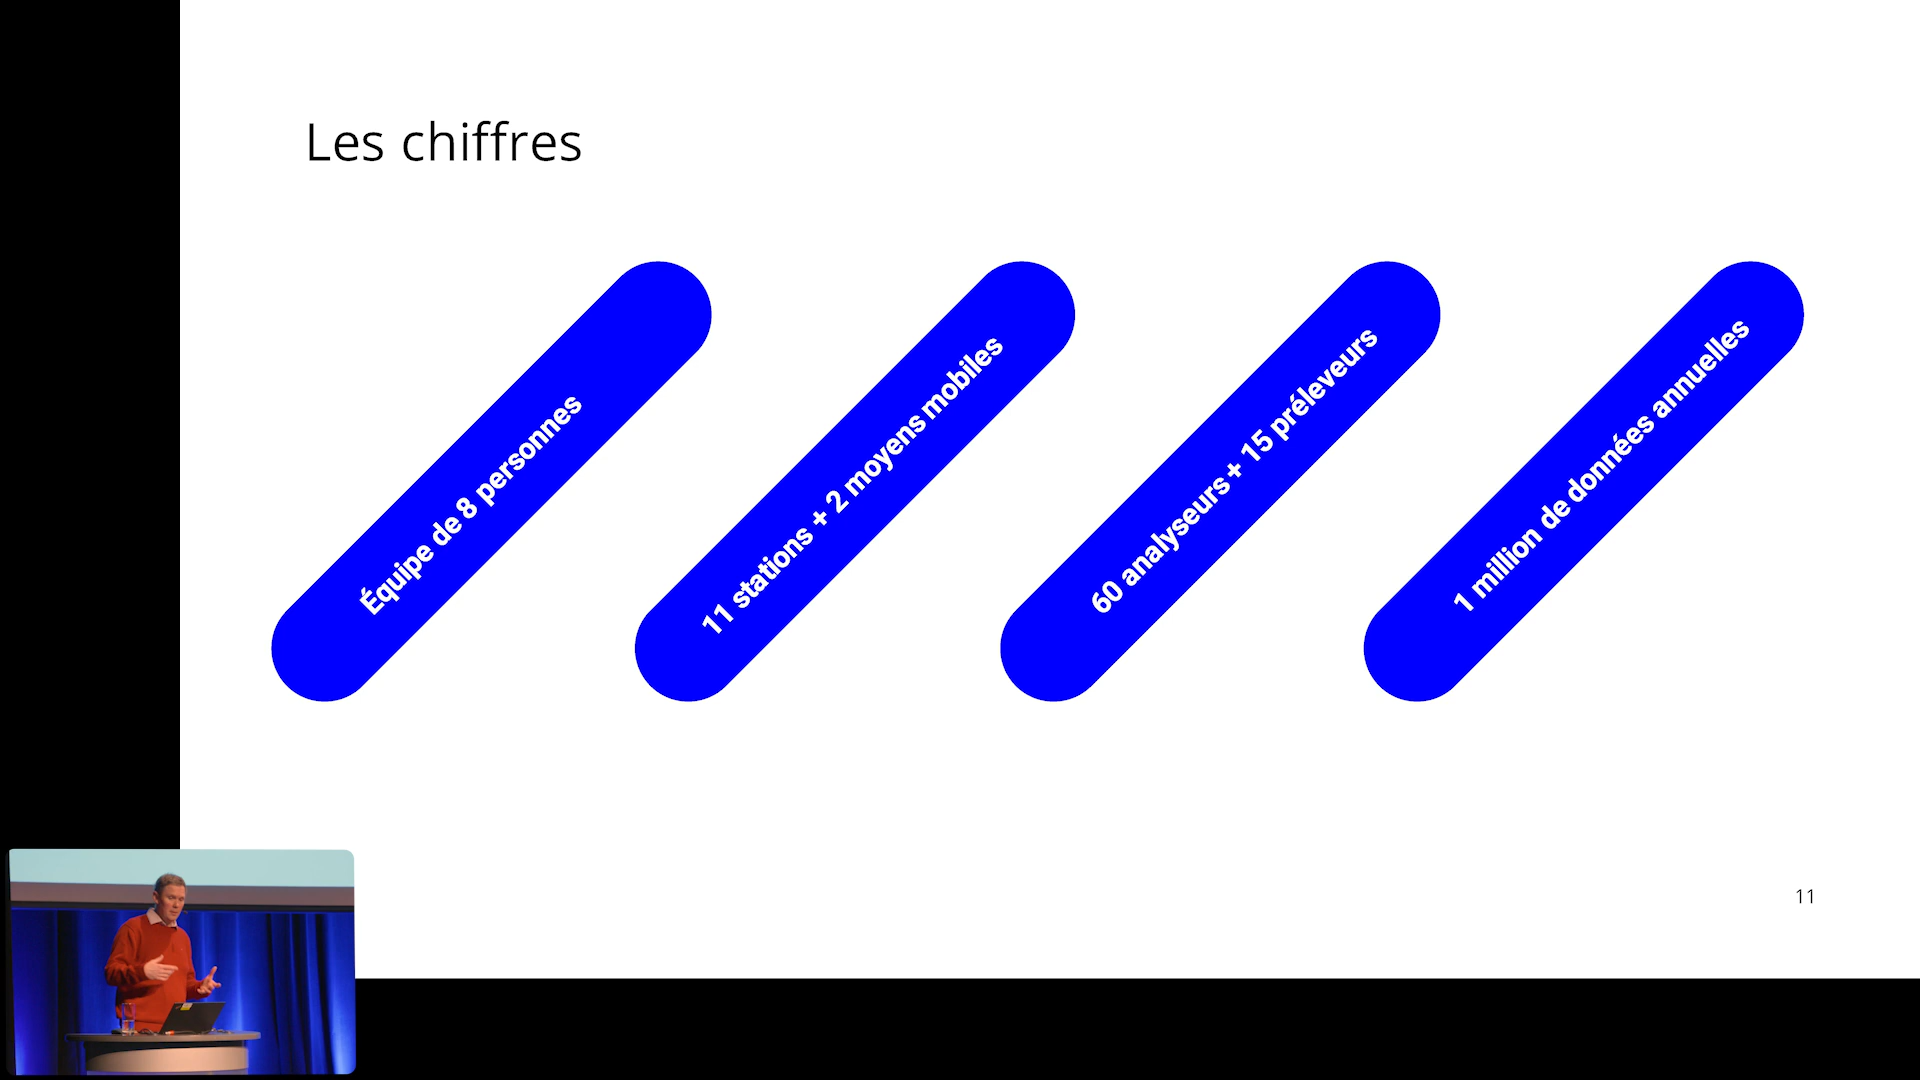 Les chiffres
Équipe de 8 personnes
11 stations + 2 moyens mobiles
60 analyseurs + 15 préleveurs
1 million de données annuelles
11